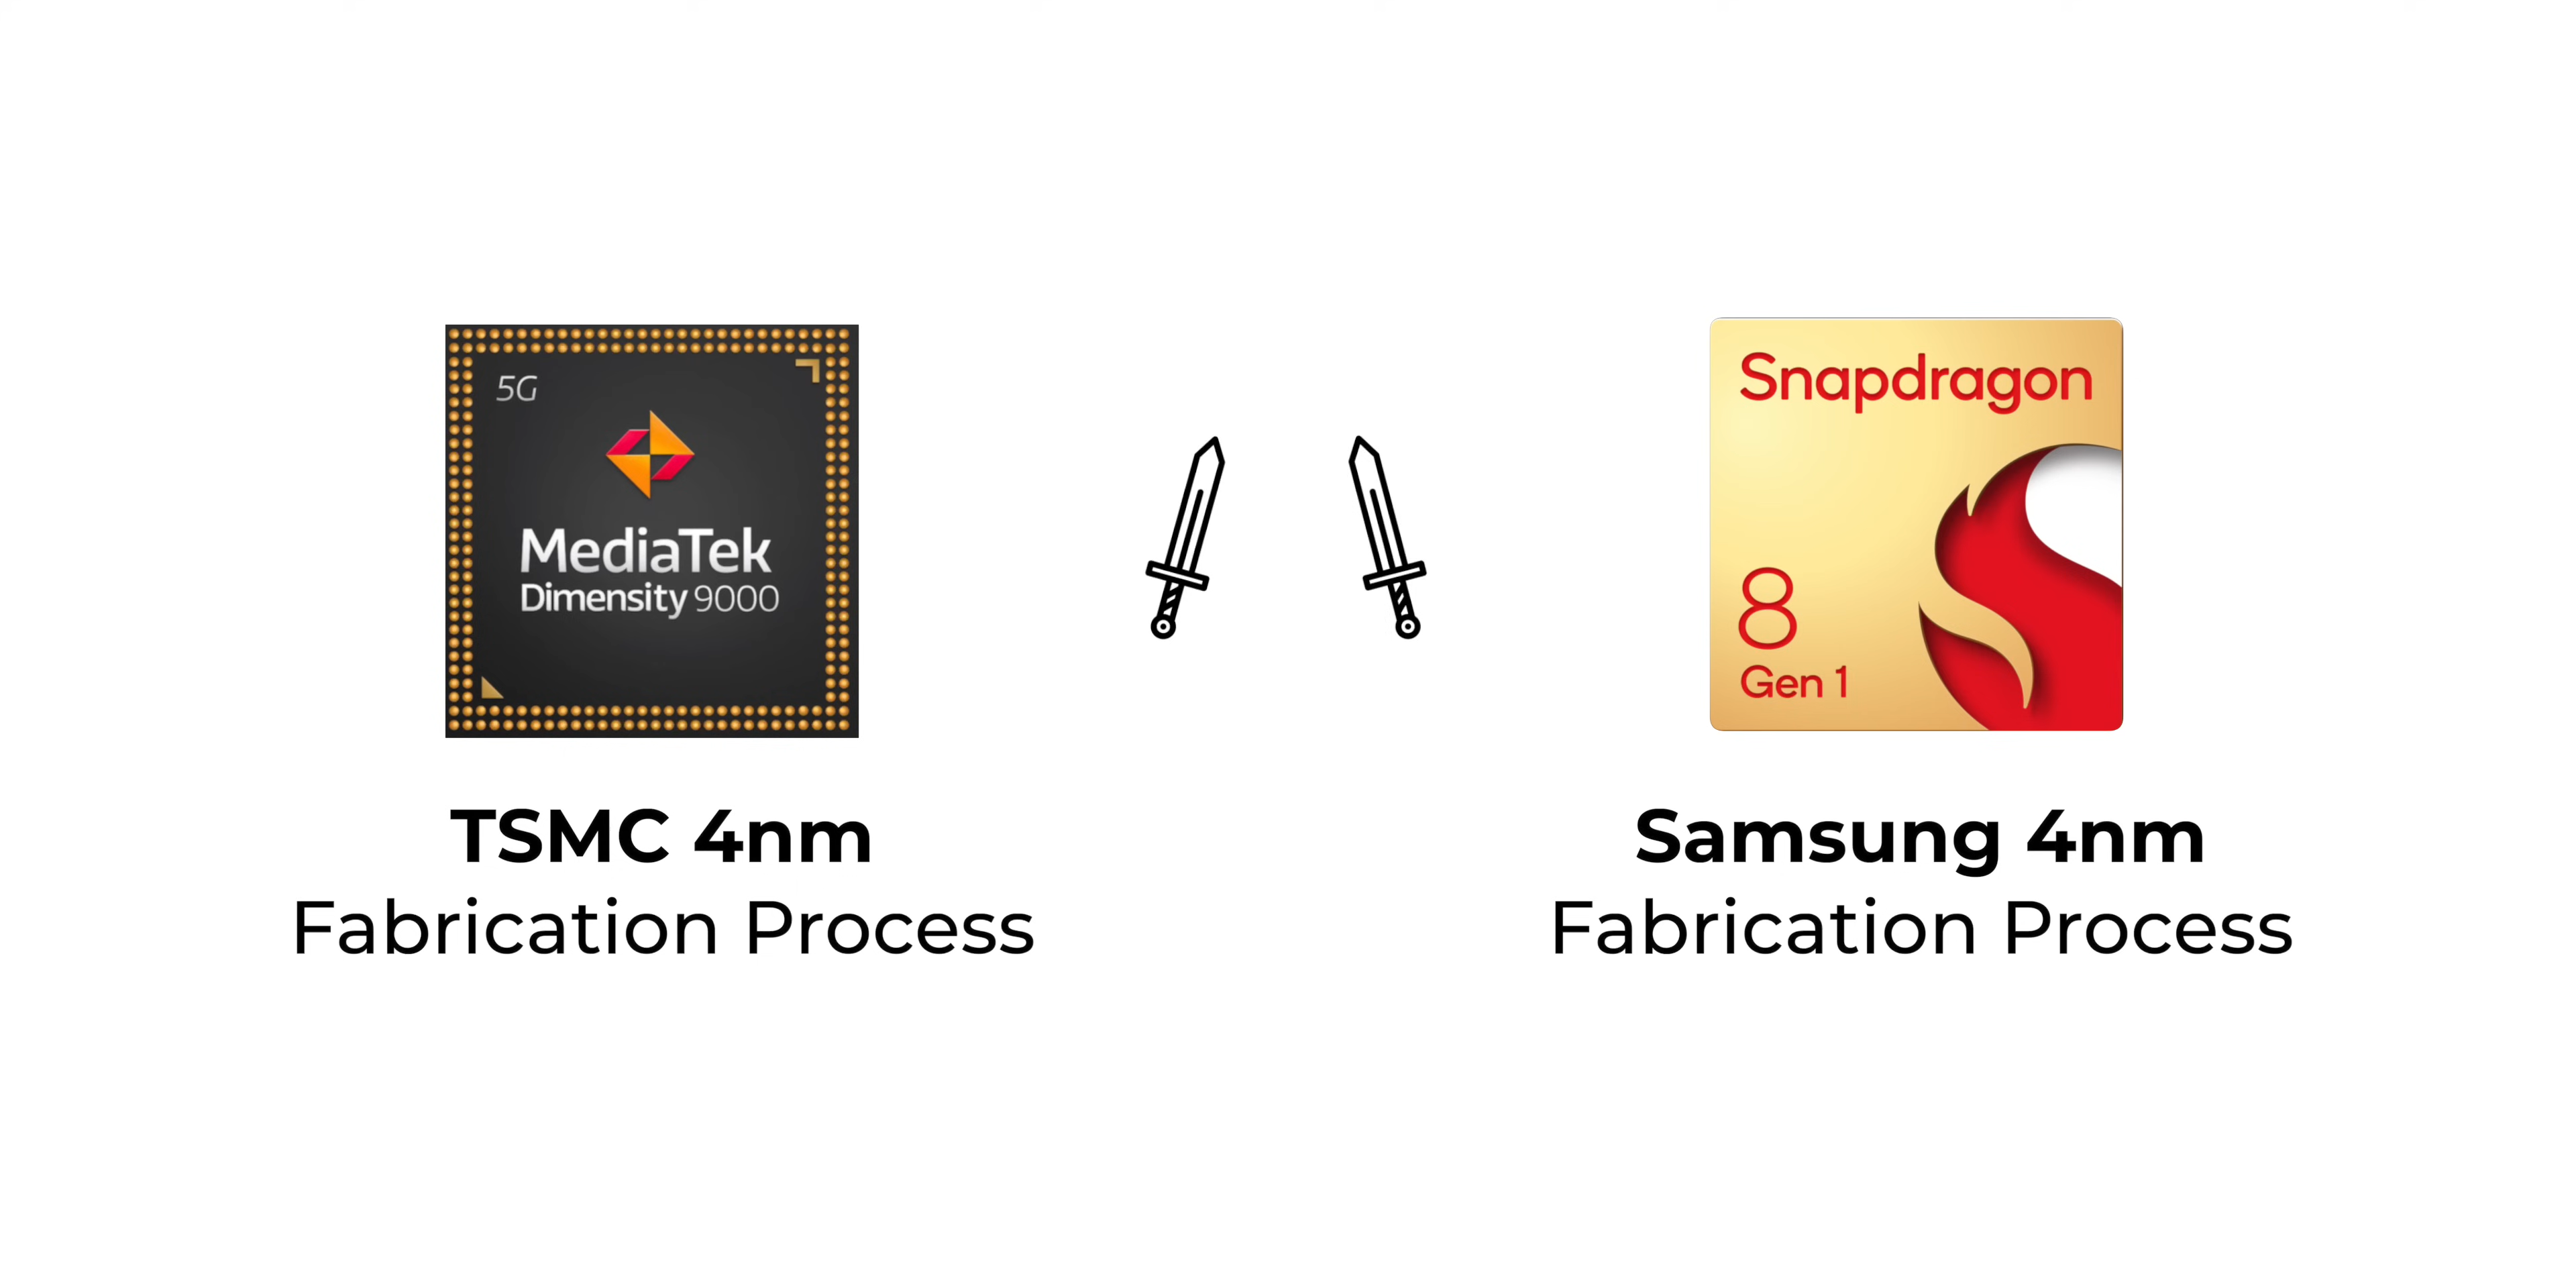 5G
MediaTek
Dimensity 9000
TSMC 4nm
Fabrication Process
Snapdragon
8
Gen 1
Samsung 4nm
Fabrication Process